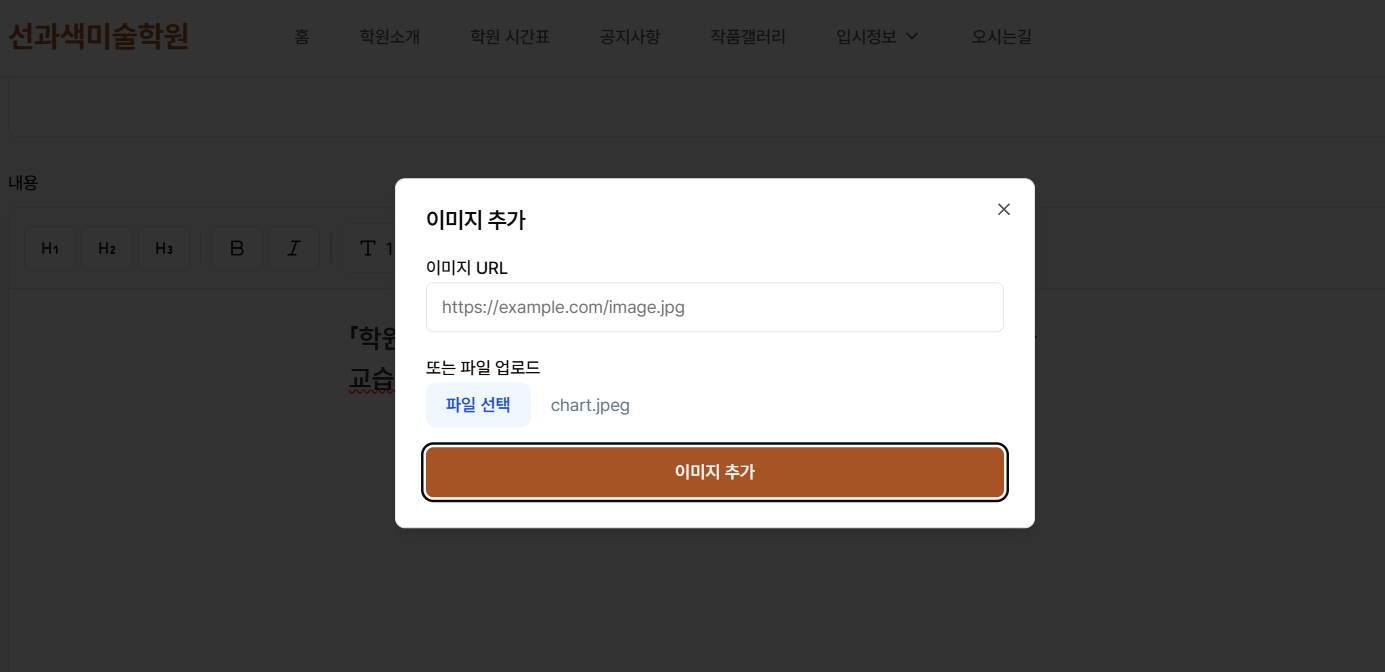 선과색미술학원
홈 학원소개 학원 시간표 공지사항 작품갤러리 입시정보 오시는길
내용
H1 H2 H3 B I T 1
「학원
교습
이미지 추가
이미지 URL
https://example.com/image.jpg
또는 파일 업로드
파일 선택 chart.jpeg
이미지 추가